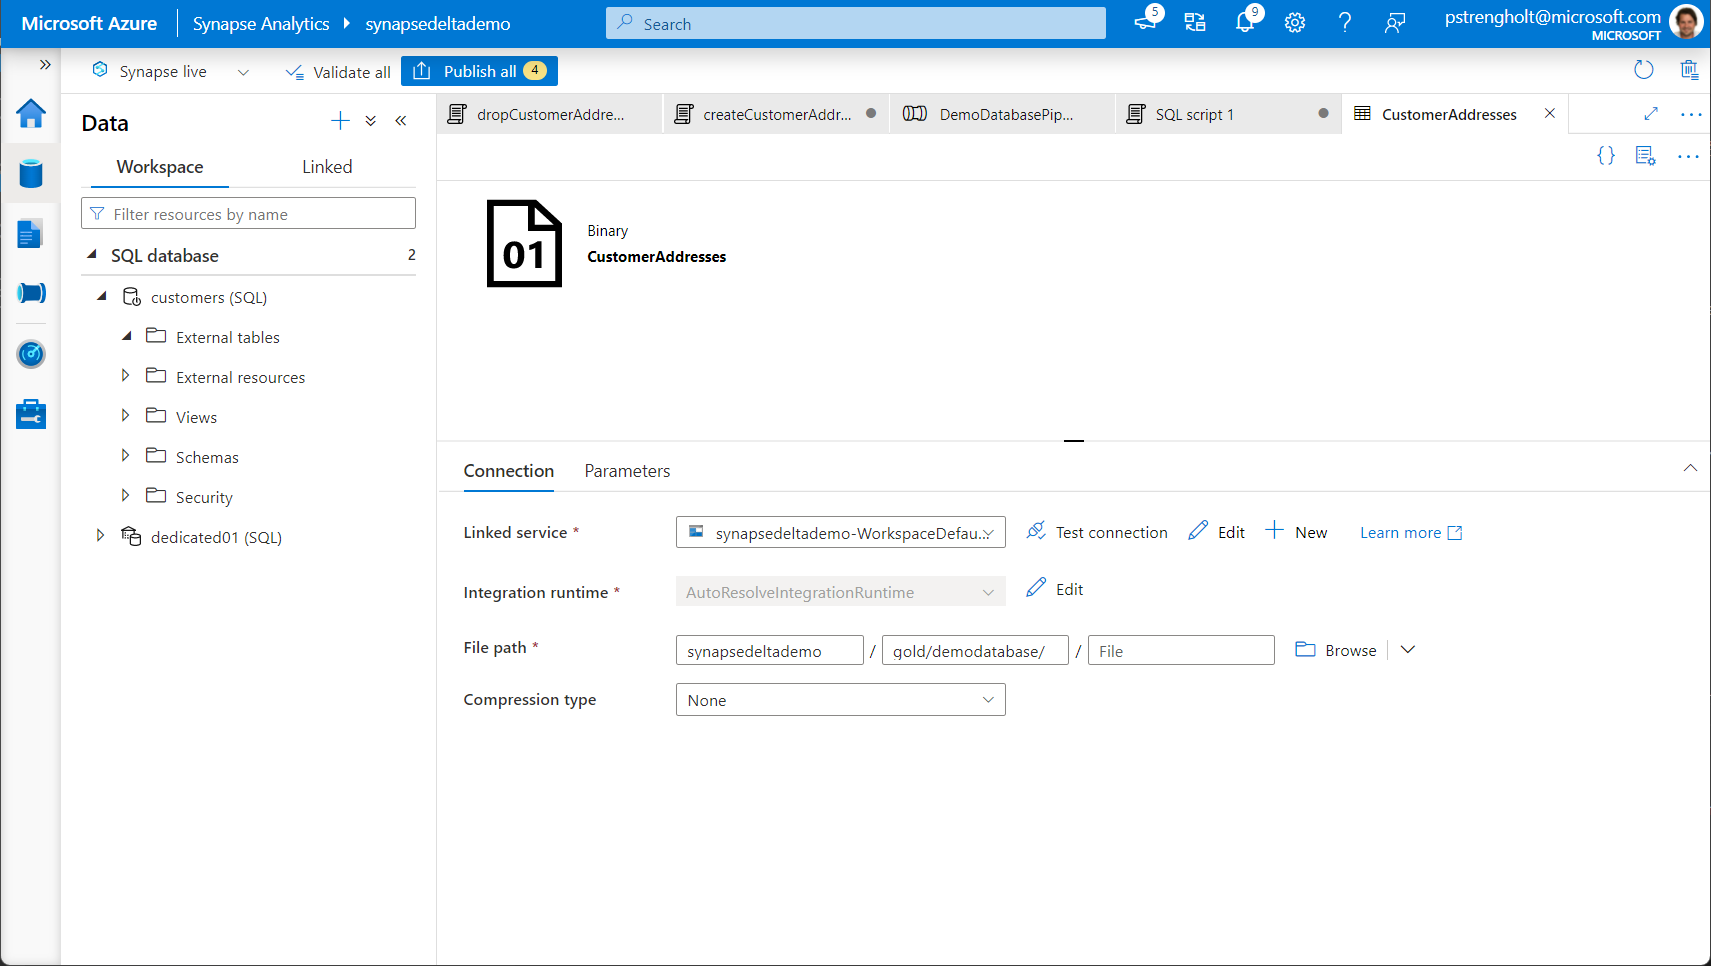 Microsoft Azure
Synapse Analytics
synapsedeltademo
Search
5
9
pstrengholt@microsoft.com
MICROSOFT
Synapse live
Validate all
Publish all
4
Data
Workspace
Linked
Filter resources by name
SQL database
2
customers (SQL)
External tables
External resources
Views
Schemas
Security
dedicated01 (SQL)
dropCustomerAddre...
createCustomerAddr...
DemoDatabasePip...
SQL script 1
CustomerAddresses
01
Binary
CustomerAddresses
Connection
Parameters
Linked service *
synapsedeltademo-WorkspaceDefau...
Test connection
Edit
New
Learn more
Integration runtime *
AutoResolveIntegrationRuntime
Edit
File path *
synapsedeltademo / gold/demodatabase/ / File
Browse
Compression type
None